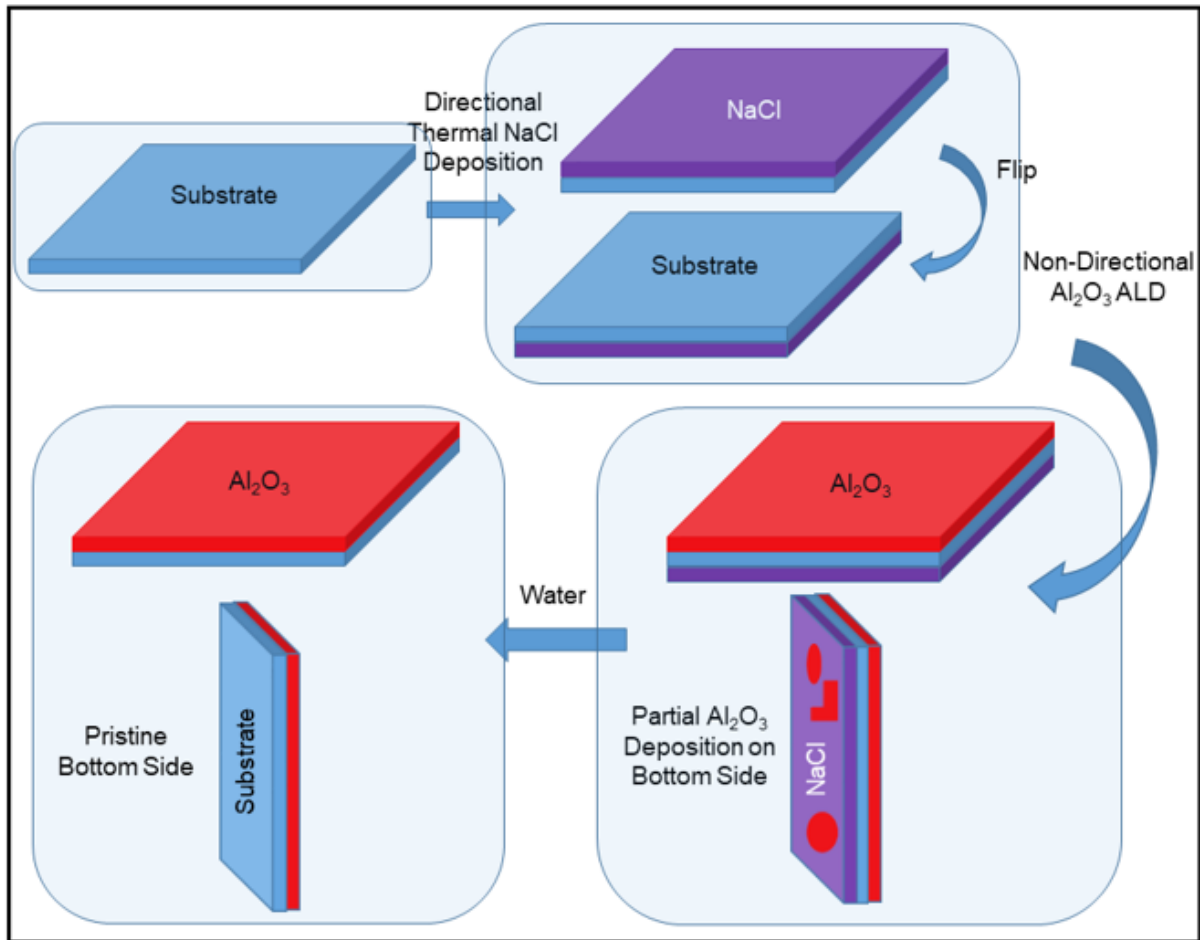 Substrate
Directional
Thermal NaCl
Deposition
NaCl
Flip
Substrate
Non-Directional
Al₂O₃ ALD
Al₂O₃
Partial Al₂O₃
Deposition on
Bottom Side
NaCl
Water
Al₂O₃
Pristine
Bottom Side
Substrate